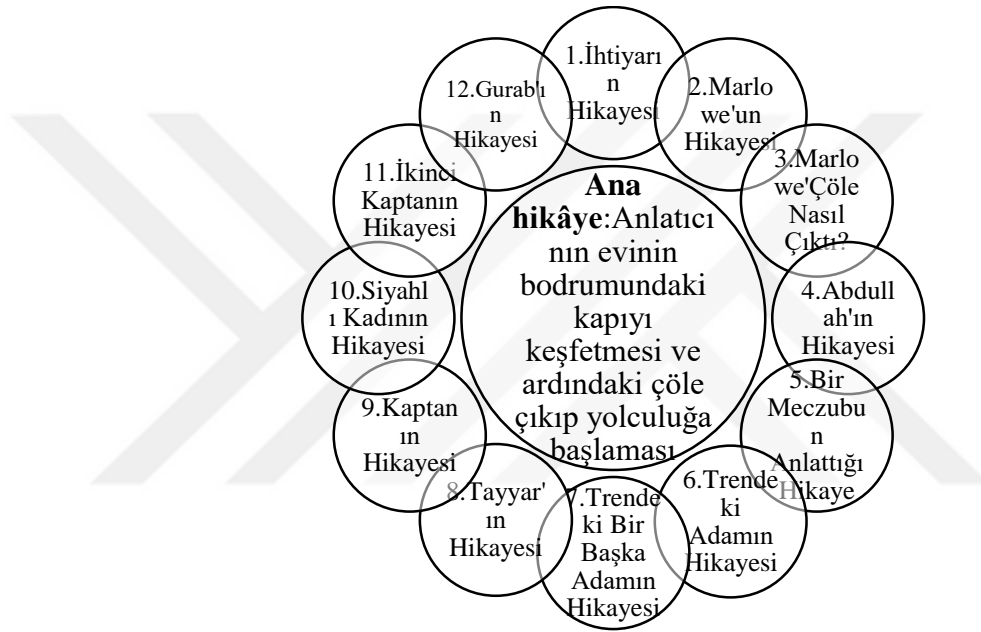 1.İhtiyarı
n
Hikayesi
2.Marlo
we'un
Hikayesi
3.Marlo
we'Çöle
Nasıl
Çıktı?
4.Abdull
ah'ın
Hikayesi
5.Bir
Meczubu
n
Anlattığı
Hikaye
6.Trende
ki
Adamın
Hikayesi
7.Trende
ki Bir
Başka
Adamın
Hikayesi
8.Tayyar'
ın
Hikayesi
9.Kaptan
ın
Hikayesi
10.Siyahl
ı Kadının
Hikayesi
11.İkinci
Kaptanın
Hikayesi
12.Gurab'ı
n
Hikayesi
Ana
hikâye:Anlatıcı
nın evinin
bodrumundaki
kapıyı
keşfetmesi ve
ardındaki çöle
çıkıp yolculuğa
başlaması